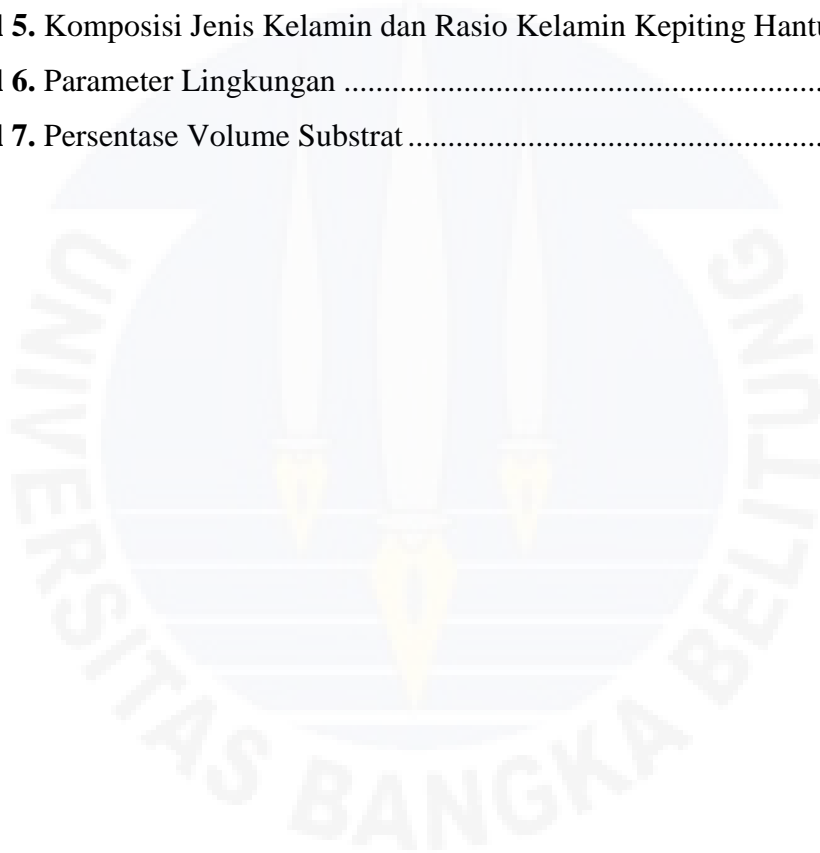 l 5. Komposisi Jenis Kelamin dan Rasio Kelamin Kepiting Hantu
l 6. Parameter Lingkungan ..........................................................
l 7. Persentase Volume Substrat ..................................................
UNIVERSITAS BANGKA BELITUNG